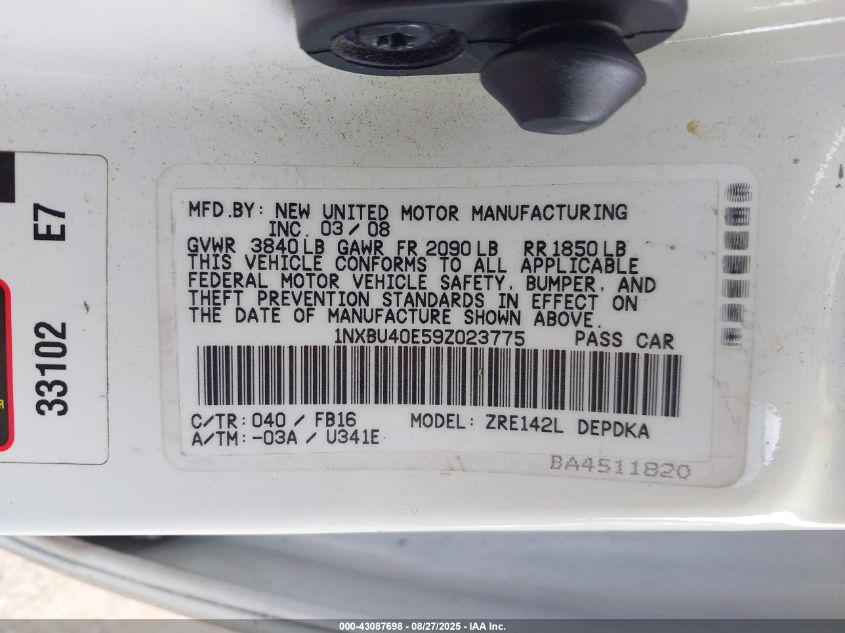 MFD.BY: NEW UNITED MOTOR MANUFACTURING
INC. 03/08
GVWR 3840LB GAWR FR 2090LB RR 1850LB
THIS VEHICLE CONFORMS TO ALL APPLICABLE
FEDERAL MOTOR VEHICLE SAFETY, BUMPER, AND
THEFT PREVENTION STANDARDS IN EFFECT ON
THE DATE OF MANUFACTURE SHOWN ABOVE.
1NXBU40E59Z023775 PASS CAR
C/TR: 040 / FB16 MODEL: ZRE142L DEPDKA
A/TM: -03A / U341E
BA4511820
33102 E7
000-43087698 - 08/27/2025 - IAA Inc.